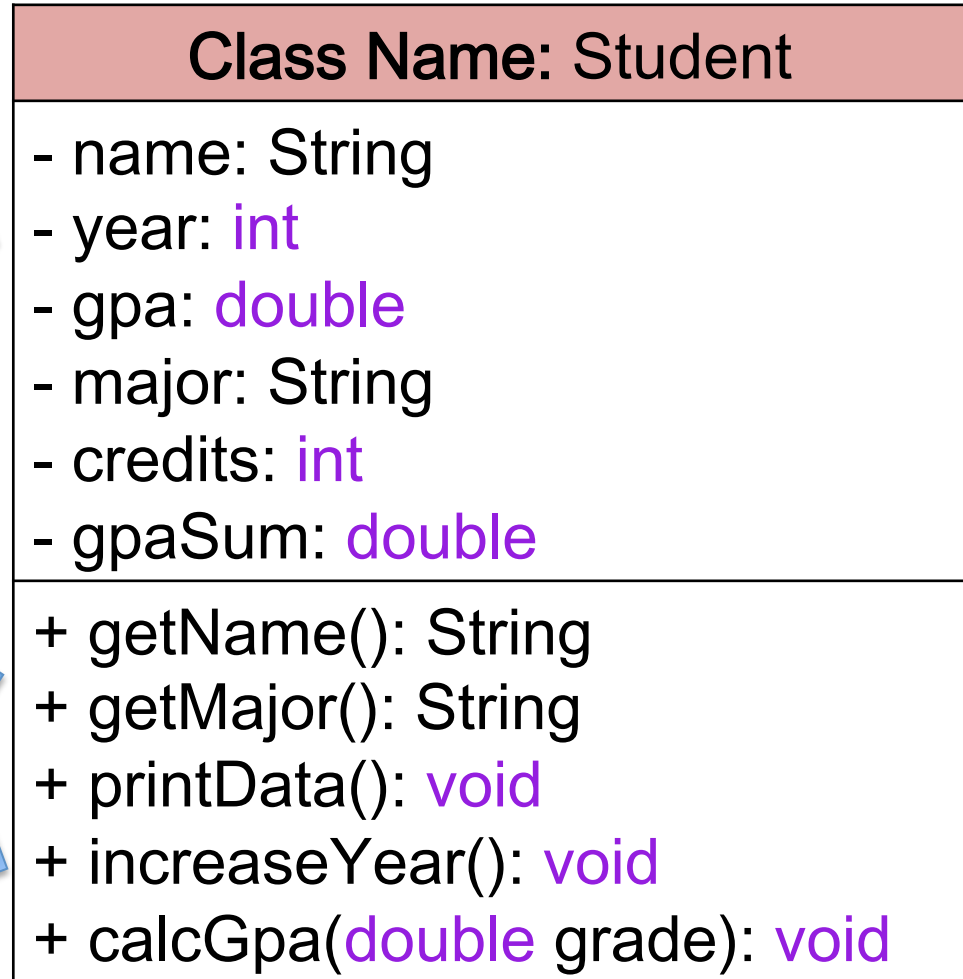 Class Name: Student
- name: String
- year: int
- gpa: double
- major: String
- credits: int
- gpaSum: double
+ getName(): String
+ getMajor(): String
+ printData(): void
+ increaseYear(): void
+ calcGpa(double grade): void